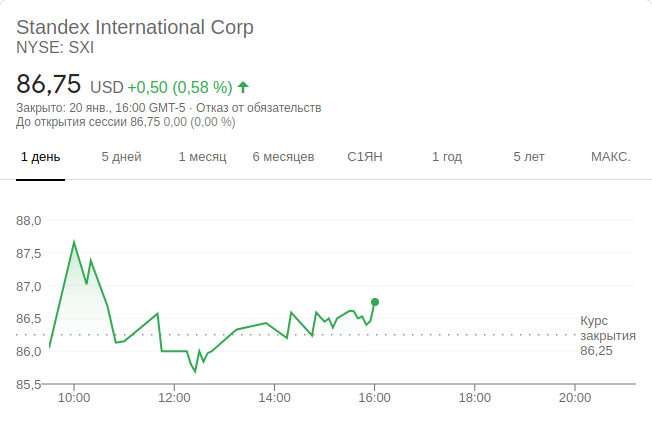 Standex International Corp
NYSE: SXI
86,75 USD +0,50 (0,58 %)
Закрыто: 20 янв., 16:00 GMT-5 · Отказ от обязательств
До открытия сессии 86,75 0,00 (0,00 %)
1 день 5 дней 1 месяц 6 месяцев С1ЯН 1 год 5 лет МАКС.
88,0
87,5
87,0
86,5
86,0
85,5
Курс
закрытия
86,25
10:00 12:00 14:00 16:00 18:00 20:00